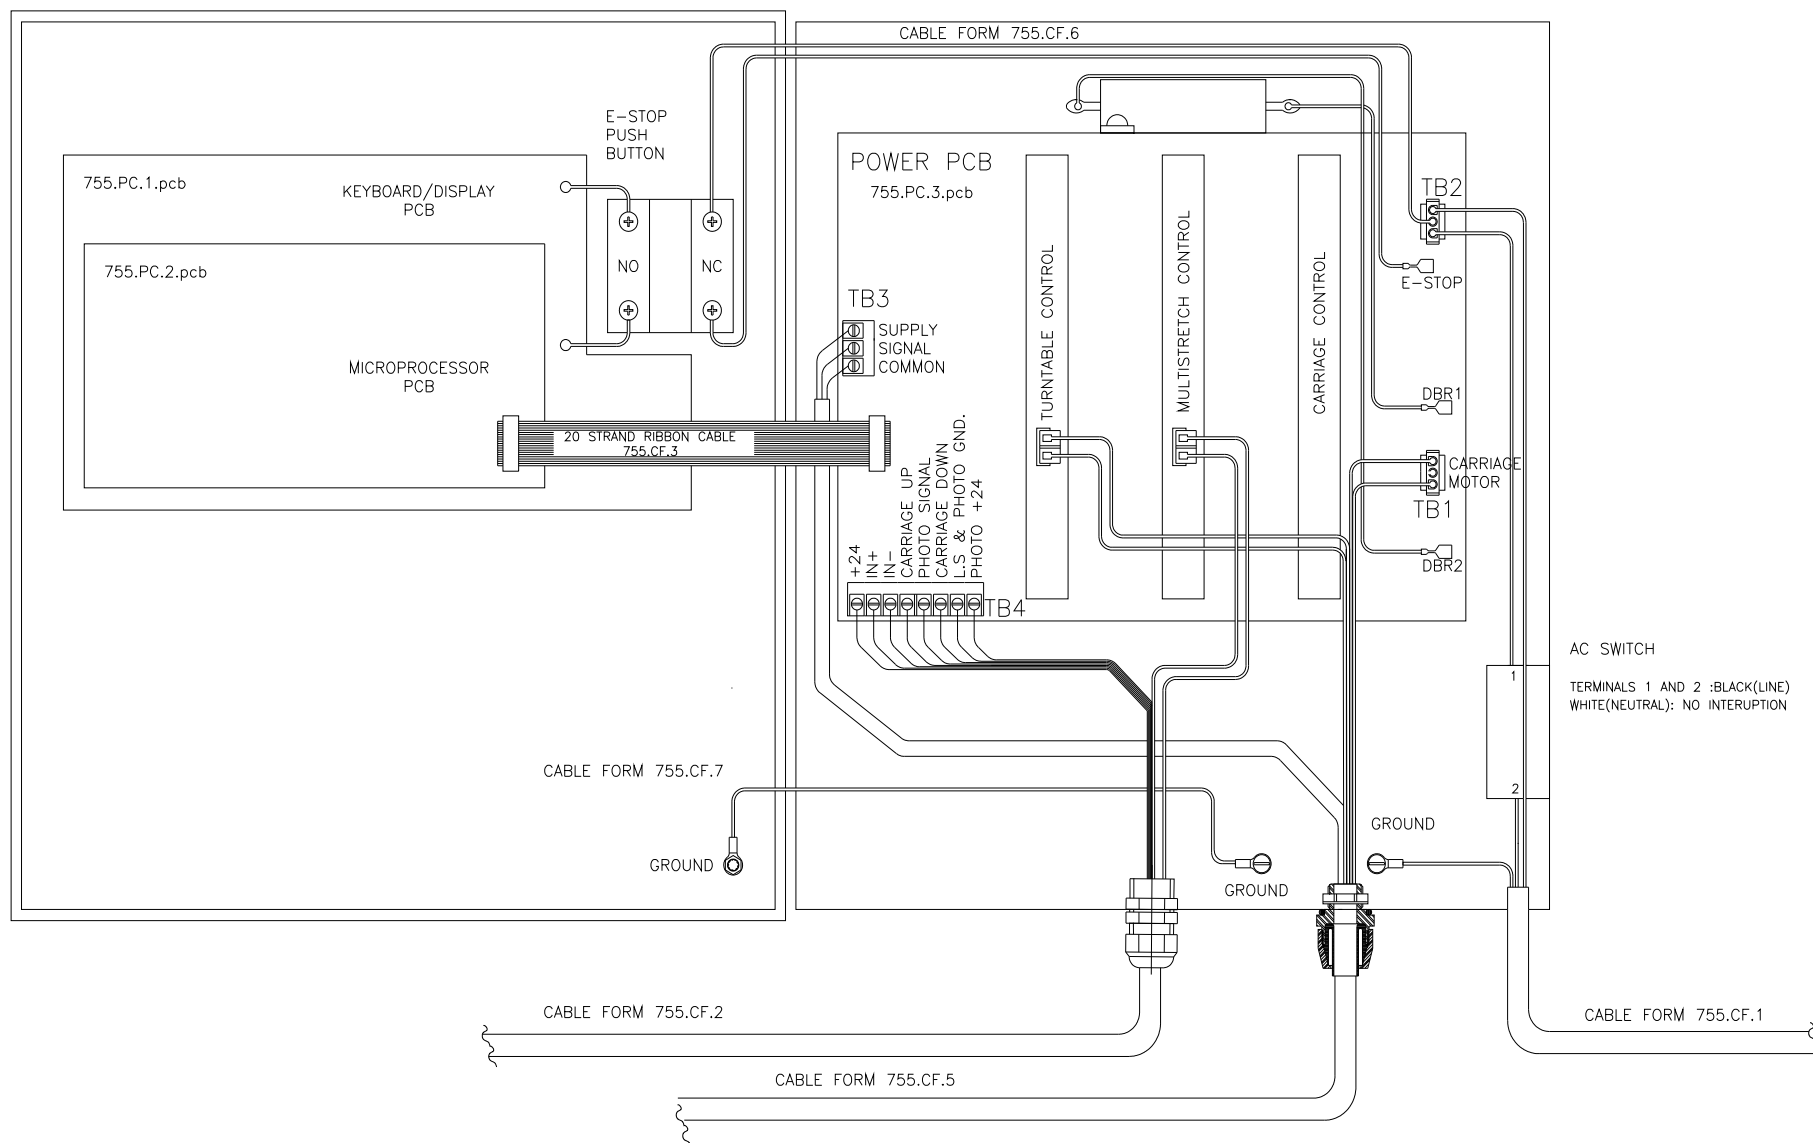 CABLE FORM 755.CF.6
E-STOP
PUSH
BUTTON
755.PC.1.pcb
KEYBOARD/DISPLAY
PCB
POWER PCB
755.PC.3.pcb
TB2
755.PC.2.pcb
NO
NC
E-STOP
TB3
SUPPLY
SIGNAL
COMMON
TURNTABLE CONTROL
MULTISTRETCH CONTROL
CARRIAGE CONTROL
MICROPROCESSOR
PCB
DBR1
20 STRAND RIBBON CABLE
755.CF.3
CARRIAGE
MOTOR
TB1
+24
IN+
IN-
CARRIAGE UP
PHOTO SIGNAL
CARRIAGE DOWN
L.S & PHOTO GND.
PHOTO +24
DBR2
TB4
AC SWITCH
1
TERMINALS 1 AND 2 :BLACK(LINE)
WHITE(NEUTRAL): NO INTERUPTION
2
CABLE FORM 755.CF.7
GROUND
GROUND
GROUND
CABLE FORM 755.CF.2
CABLE FORM 755.CF.1
CABLE FORM 755.CF.5